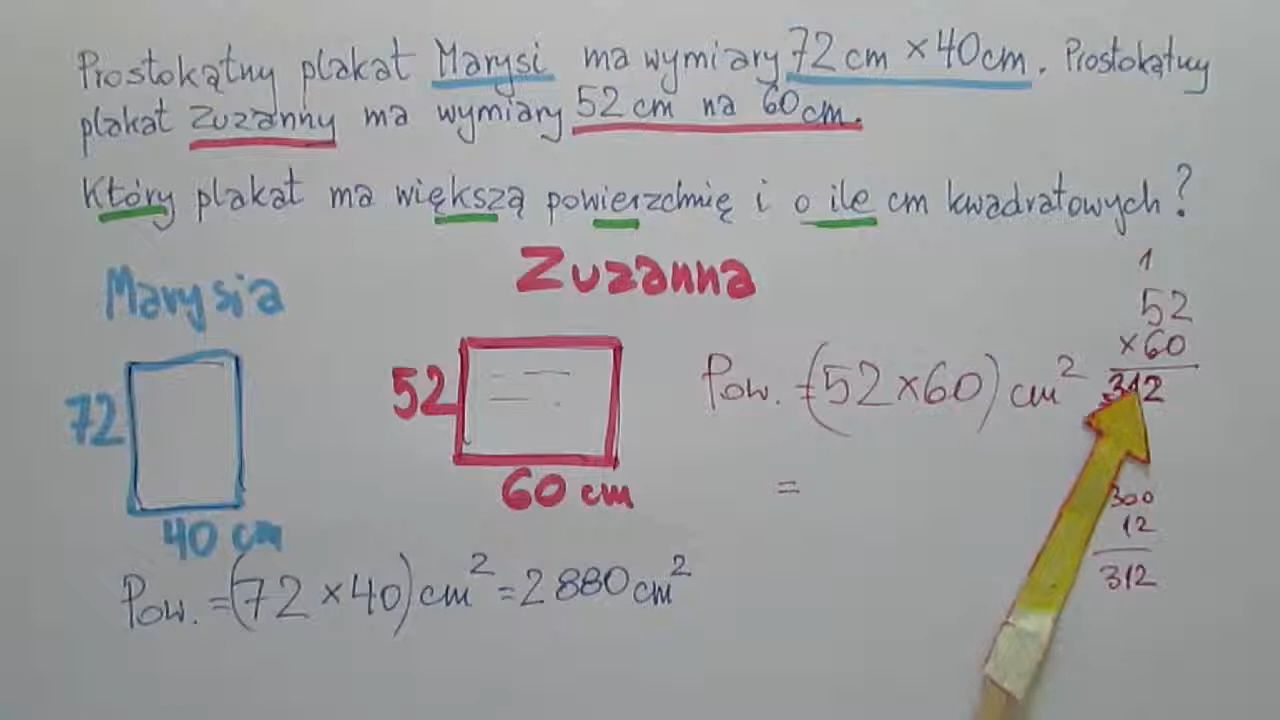 Prostokątny plakat Marysi ma wymiary 72 cm × 40 cm. Prostokątny
plakat Zuzanny ma wymiary 52 cm na 60 cm.
Który plakat ma większą powierzchnię i o ile cm kwadratowych?
Marysia
72
40 cm
Pow. = (72 × 40) cm² = 2880 cm²
Zuzanna
52
60 cm
Pow. = (52 × 60) cm²
=
1
52
× 60
312
300
12
312